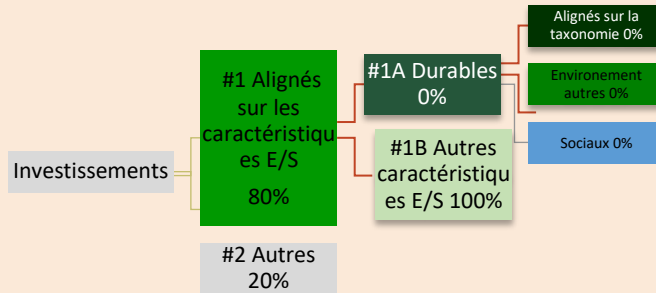 Investissements
#1 Alignés
sur les
caractéristiqu
es E/S
80%
#2 Autres
20%
#1A Durables
0%
#1B Autres
caractéristiqu
es E/S 100%
Alignés sur la
taxonomie 0%
Environement
autres 0%
Sociaux 0%